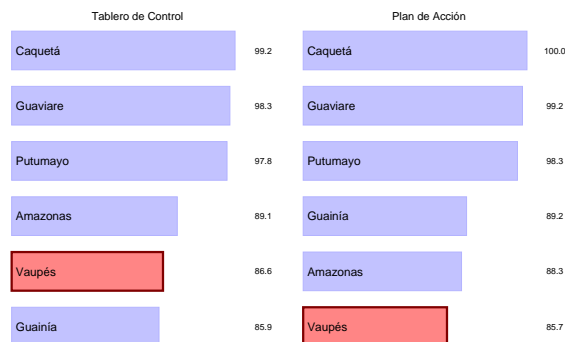 Tablero de Control
Caquetá 99.2
Guaviare 98.3
Putumayo 97.8
Amazonas 89.1
Vaupés 86.6
Guainía 85.9
Plan de Acción
Caquetá 100.0
Guaviare 99.2
Putumayo 98.3
Guainía 89.2
Amazonas 88.3
Vaupés 85.7